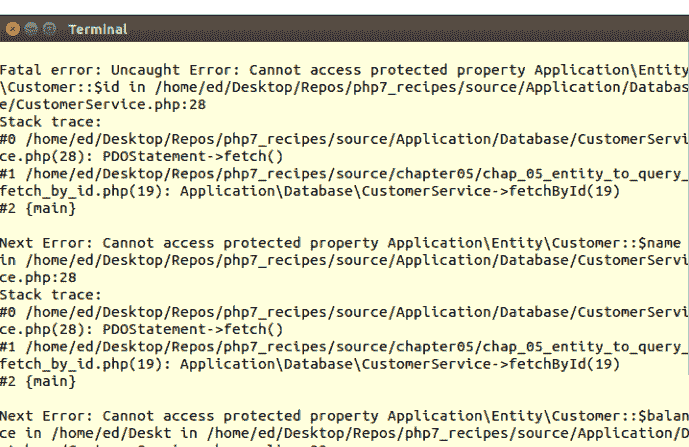 Terminal
Fatal error: Uncaught Error: Cannot access protected property Application\Entity
\Customer::$id in /home/ed/Desktop/Repos/php7_recipes/source/Application/Databas
e/CustomerService.php:28
Stack trace:
#0 /home/ed/Desktop/Repos/php7_recipes/source/Application/Database/CustomerServi
ce.php(28): PDOStatement->fetch()
#1 /home/ed/Desktop/Repos/php7_recipes/source/chapter05/chap_05_entity_to_query_
fetch_by_id.php(19): Application\Database\CustomerService->fetchById(19)
#2 {main}
Next Error: Cannot access protected property Application\Entity\Customer::$name
in /home/ed/Desktop/Repos/php7_recipes/source/Application/Database/CustomerServi
ce.php:28
Stack trace:
#0 /home/ed/Desktop/Repos/php7_recipes/source/Application/Database/CustomerServi
ce.php(28): PDOStatement->fetch()
#1 /home/ed/Desktop/Repos/php7_recipes/source/chapter05/chap_05_entity_to_query_
fetch_by_id.php(19): Application\Database\CustomerService->fetchById(19)
#2 {main}
Next Error: Cannot access protected property Application\Entity\Customer::$balan
ce in /home/ed/Deskt in /home/ed/Desktop/Repos/php7_recipes/source/Application/D